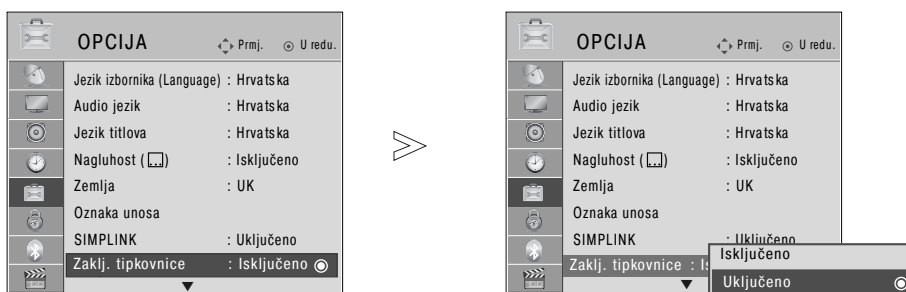 OPCIJA
Prmj.
U redu.
Jezik izbornika (Language) : Hrvatska
Audio jezik : Hrvatska
Jezik titlova : Hrvatska
Nagluhost ( ) : Isključeno
Zemlja : UK
Oznaka unosa
SIMPLINK : Uključeno
Zaklj. tipkovnice : Isključeno
OPCIJA
Prmj.
U redu.
Jezik izbornika (Language) : Hrvatska
Audio jezik : Hrvatska
Jezik titlova : Hrvatska
Nagluhost ( ) : Isključeno
Zemlja : UK
Oznaka unosa
SIMPLINK : Uključeno
Zaklj. tipkovnice : Is
Isključeno
Uključeno